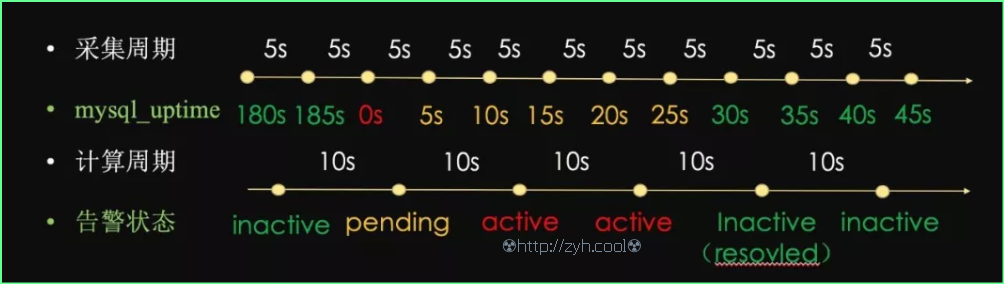 • 采集周期 5s 5s 5s 5s 5s 5s 5s 5s 5s 5s 5s
• mysql_uptime 180s 185s 0s 5s 10s 15s 20s 25s 30s 35s 40s 45s
• 计算周期 10s 10s 10s 10s 10s
• 告警状态 inactive pending active active Inactive inactive
☢http://zyh.cool☢
（resovled）